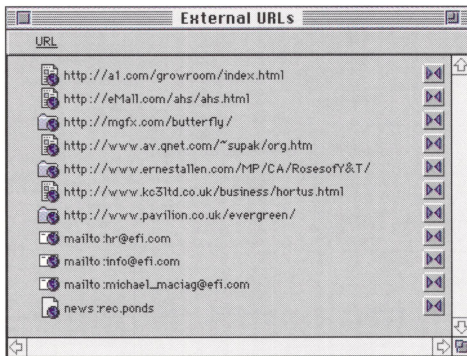 External URLs
URL
http://a1.com/growroom/index.html
http://eMall.com/ahs/ahs.html
http://mgfx.com/butterfly/
http://www.av.qnet.com/~supak/org.htm
http://www.ernestallen.com/MP/CA/RosesofY&T/
http://www.kc3ltd.co.uk/business/hortus.html
http://www.pavilion.co.uk/evergreen/
mailto:hr@efi.com
mailto:info@efi.com
mailto:michael_maciag@efi.com
news:rec.ponds